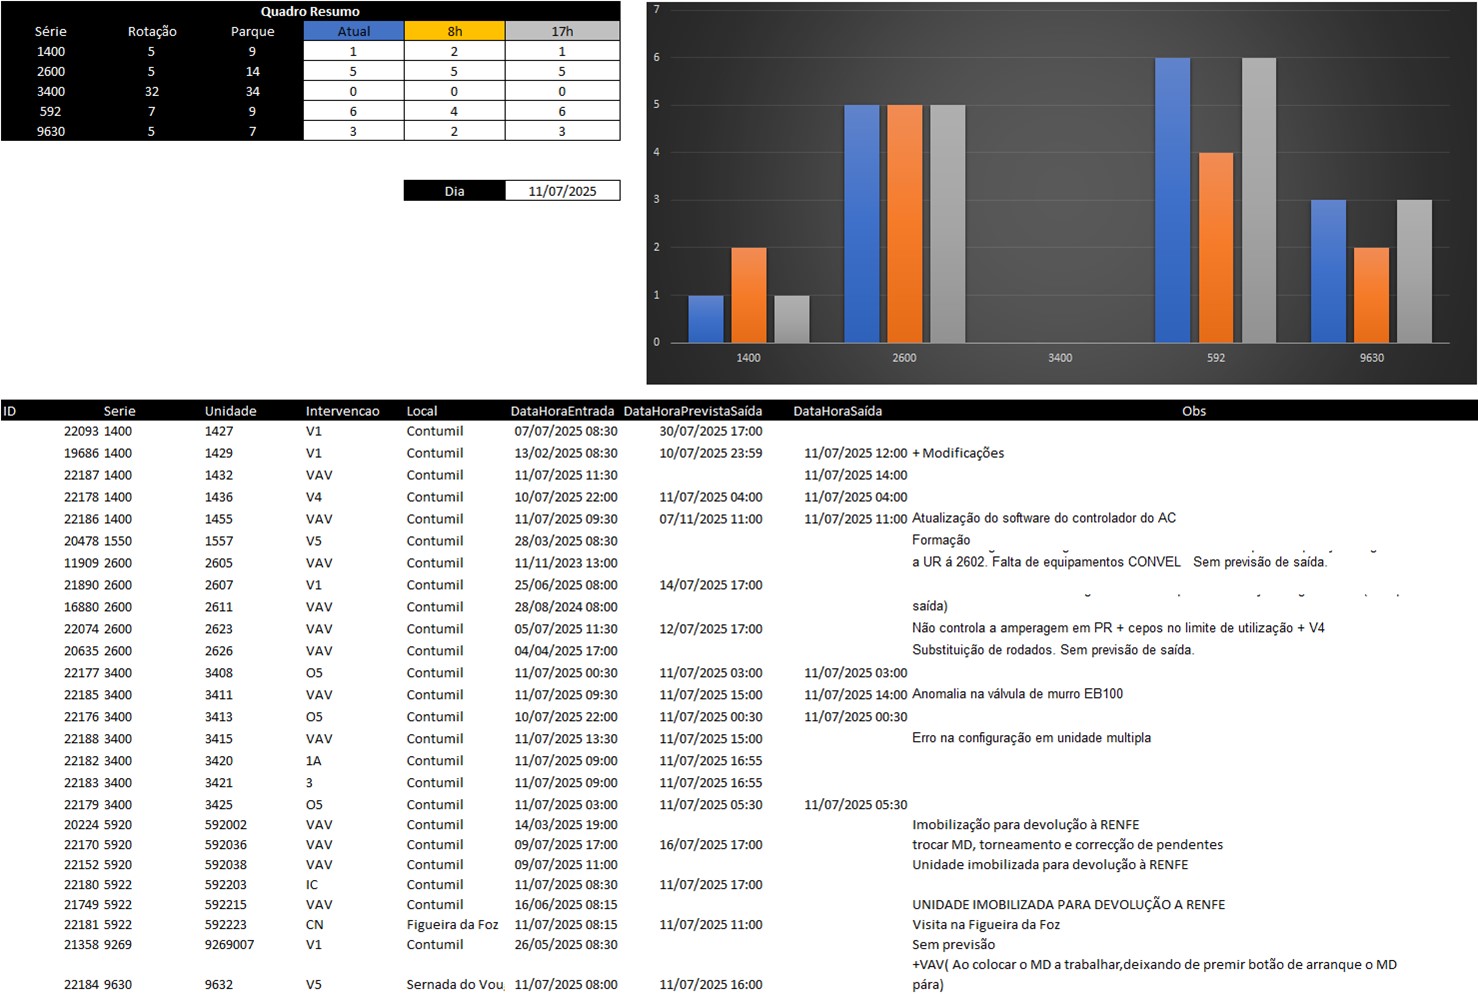 Quadro Resumo
Série Rotação Parque Atual 8h 17h
1400 5 9 1 2 1
2600 5 14 5 5 5
3400 32 34 0 0 0
592 7 9 6 4 6
9630 5 7 3 2 3
Dia 11/07/2025
7
6
5
4
3
2
1
0
1400 2600 3400 592 9630
ID Serie Unidade Intervencao Local DataHoraEntrada DataHoraPrevistaSaída DataHoraSaída Obs
22093 1400 1427 V1 Contumil 07/07/2025 08:30 30/07/2025 17:00
19686 1400 1429 V1 Contumil 13/02/2025 08:30 10/07/2025 23:59 11/07/2025 12:00 + Modificações
22187 1400 1432 VAV Contumil 11/07/2025 11:30 11/07/2025 14:00
22178 1400 1436 V4 Contumil 10/07/2025 22:00 11/07/2025 04:00 11/07/2025 04:00
22186 1400 1455 VAV Contumil 11/07/2025 09:30 07/11/2025 11:00 11/07/2025 11:00 Atualização do software do controlador do AC
20478 1550 1557 V5 Contumil 28/03/2025 08:30 Formação
11909 2600 2605 VAV Contumil 11/11/2023 13:00 a UR á 2602. Falta de equipamentos CONVEL Sem previsão de saída.
21890 2600 2607 V1 Contumil 25/06/2025 08:00 14/07/2025 17:00
16880 2600 2611 VAV Contumil 28/08/2024 08:00 saída)
22074 2600 2623 VAV Contumil 05/07/2025 11:30 12/07/2025 17:00 Não controla a amperagem em PR + cepos no limite de utilização + V4
20635 2600 2626 VAV Contumil 04/04/2025 17:00 Substituição de rodados. Sem previsão de saída.
22177 3400 3408 O5 Contumil 11/07/2025 00:30 11/07/2025 03:00 11/07/2025 03:00
22185 3400 3411 VAV Contumil 11/07/2025 09:30 11/07/2025 15:00 11/07/2025 14:00 Anomalia na válvula de murro EB100
22176 3400 3413 O5 Contumil 10/07/2025 22:00 11/07/2025 00:30 11/07/2025 00:30
22188 3400 3415 VAV Contumil 11/07/2025 13:30 11/07/2025 15:00 Erro na configuração em unidade multipla
22182 3400 3420 1A Contumil 11/07/2025 09:00 11/07/2025 16:55
22183 3400 3421 3 Contumil 11/07/2025 09:00 11/07/2025 16:55
22179 3400 3425 O5 Contumil 11/07/2025 03:00 11/07/2025 05:30 11/07/2025 05:30
20224 5920 592002 VAV Contumil 14/03/2025 19:00 Imobilização para devolução à RENFE
22170 5920 592036 VAV Contumil 09/07/2025 17:00 16/07/2025 17:00 trocar MD, torneamento e correcção de pendentes
22152 5920 592038 VAV Contumil 09/07/2025 11:00 Unidade imobilizada para devolução à RENFE
22180 5922 592203 IC Contumil 11/07/2025 08:30 11/07/2025 17:00
21749 5922 592215 VAV Contumil 16/06/2025 08:15 UNIDADE IMOBILIZADA PARA DEVOLUÇÃO A RENFE
22181 5922 592223 CN Figueira da Foz 11/07/2025 08:15 11/07/2025 11:00 Visita na Figueira da Foz
21358 9269 9269007 V1 Contumil 26/05/2025 08:30 Sem previsão
+VAV( Ao colocar o MD a trabalhar,deixando de premir botão de arranque o MD
22184 9630 9632 V5 Sernada do Vou 11/07/2025 08:00 11/07/2025 16:00 pára)